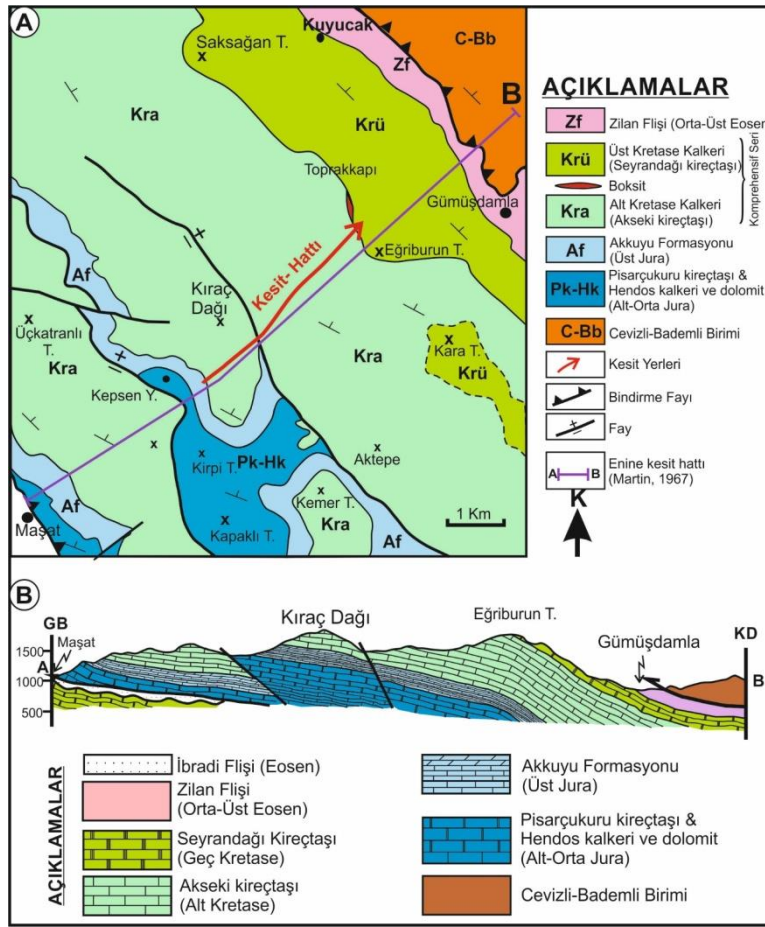 A
Kuyucak
Saksağan T.
x
C-Bb
Zf
B
Kra
Krü
Toprakkapı
Gümüşdamla
xEğriburun T.
Kesit- Hattı
Af
Kıraç
Dağı
x
x
Üçkatranlı
T.
Kra
Kra
x
Kara T.
Krü
Kepsen Y.
x
x
Kirpi T.
Pk-Hk
x
Aktepe
x
Kemer T.
Kra
x
Kapaklı T.
Af
Af
Maşat
1 Km
AÇIKLAMALAR
Zf Zilan Flişi (Orta-Üst Eosen
Krü Üst Kretase Kalkeri
(Seyrandağı kireçtaşı)
Boksit
Kra Alt Kretase Kalkeri
(Akseki kireçtaşı)
Komprehensif Seri
Af Akkuyu Formasyonu
(Üst Jura)
Pk-Hk Pisarçukuru kireçtaşı &
Hendos kalkeri ve dolomit
(Alt-Orta Jura)
C-Bb Cevizli-Bademli Birimi
Kesit Yerleri
Bindirme Fayı
Fay
A B Enine kesit hattı
(Martin, 1967)
K
B
GB
Kıraç Dağı
Eğriburun T.
Gümüşdamla
KD
1500
Maşat
A
1000
500
B
AÇIKLAMALAR
İbradi Flişi (Eosen)
Zilan Flişi
(Orta-Üst Eosen)
Seyrandağı Kireçtaşı
(Geç Kretase)
Akseki kireçtaşı
(Alt Kretase)
Akkuyu Formasyonu
(Üst Jura)
Pisarçukuru kireçtaşı &
Hendos kalkeri ve dolomit
(Alt-Orta Jura)
Cevizli-Bademli Birimi